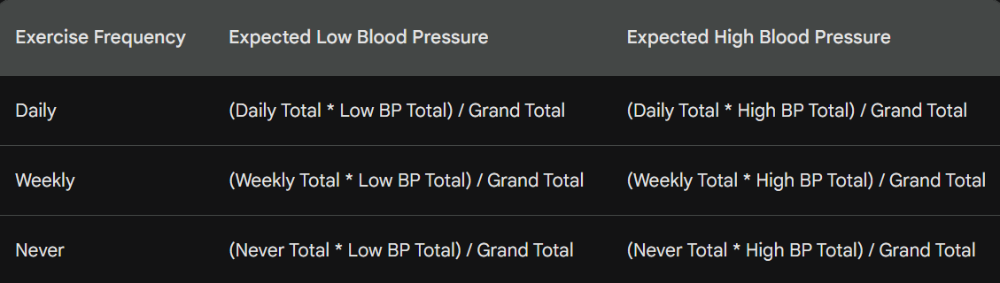 Exercise Frequency Expected Low Blood Pressure Expected High Blood Pressure
Daily (Daily Total * Low BP Total) / Grand Total (Daily Total * High BP Total) / Grand Total
Weekly (Weekly Total * Low BP Total) / Grand Total (Weekly Total * High BP Total) / Grand Total
Never (Never Total * Low BP Total) / Grand Total (Never Total * High BP Total) / Grand Total